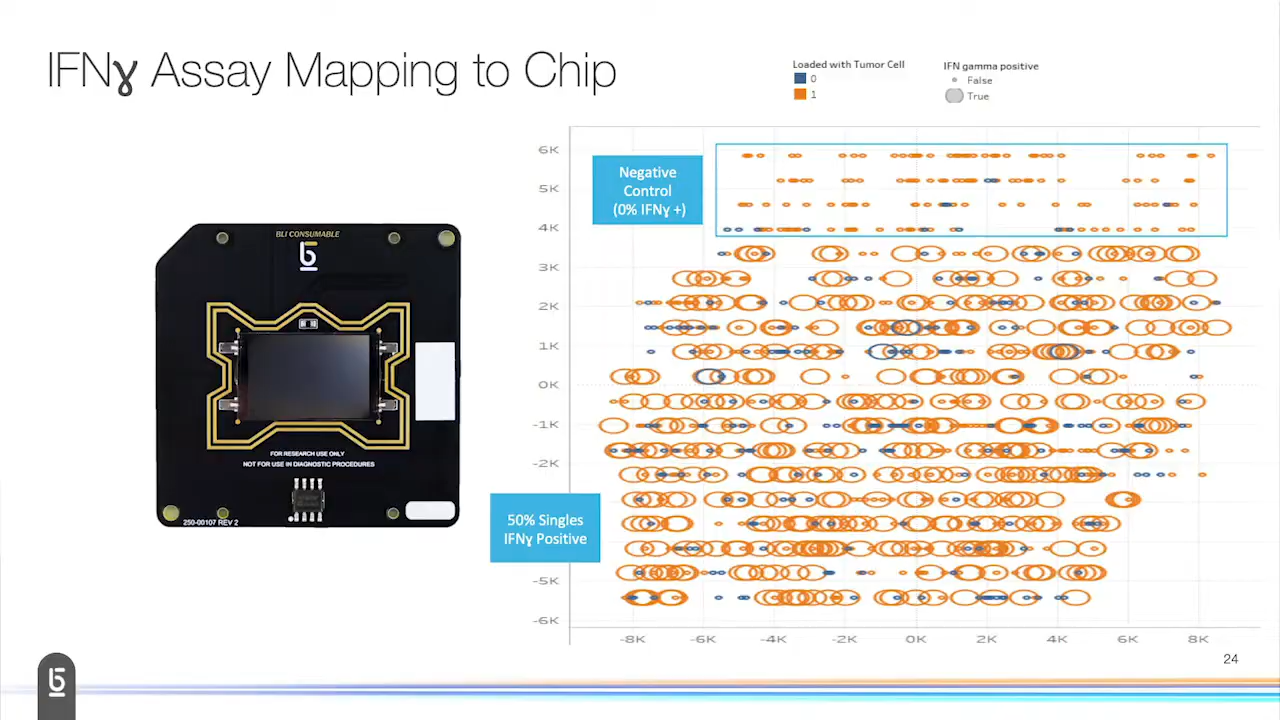 IFNɣ Assay Mapping to Chip
Loaded with Tumor Cell
0
1
IFN gamma positive
False
True
BLI CONSUMABLE
FOR RESEARCH USE ONLY
NOT FOR USE IN DIAGNOSTIC PROCEDURES
250-00107 REV 2
Negative
Control
(0% IFNɣ +)
50% Singles
IFNɣ Positive
6K
5K
4K
3K
2K
1K
0K
-1K
-2K
-5K
-6K
-8K -6K -4K -2K 0K 2K 4K 6K 8K
24